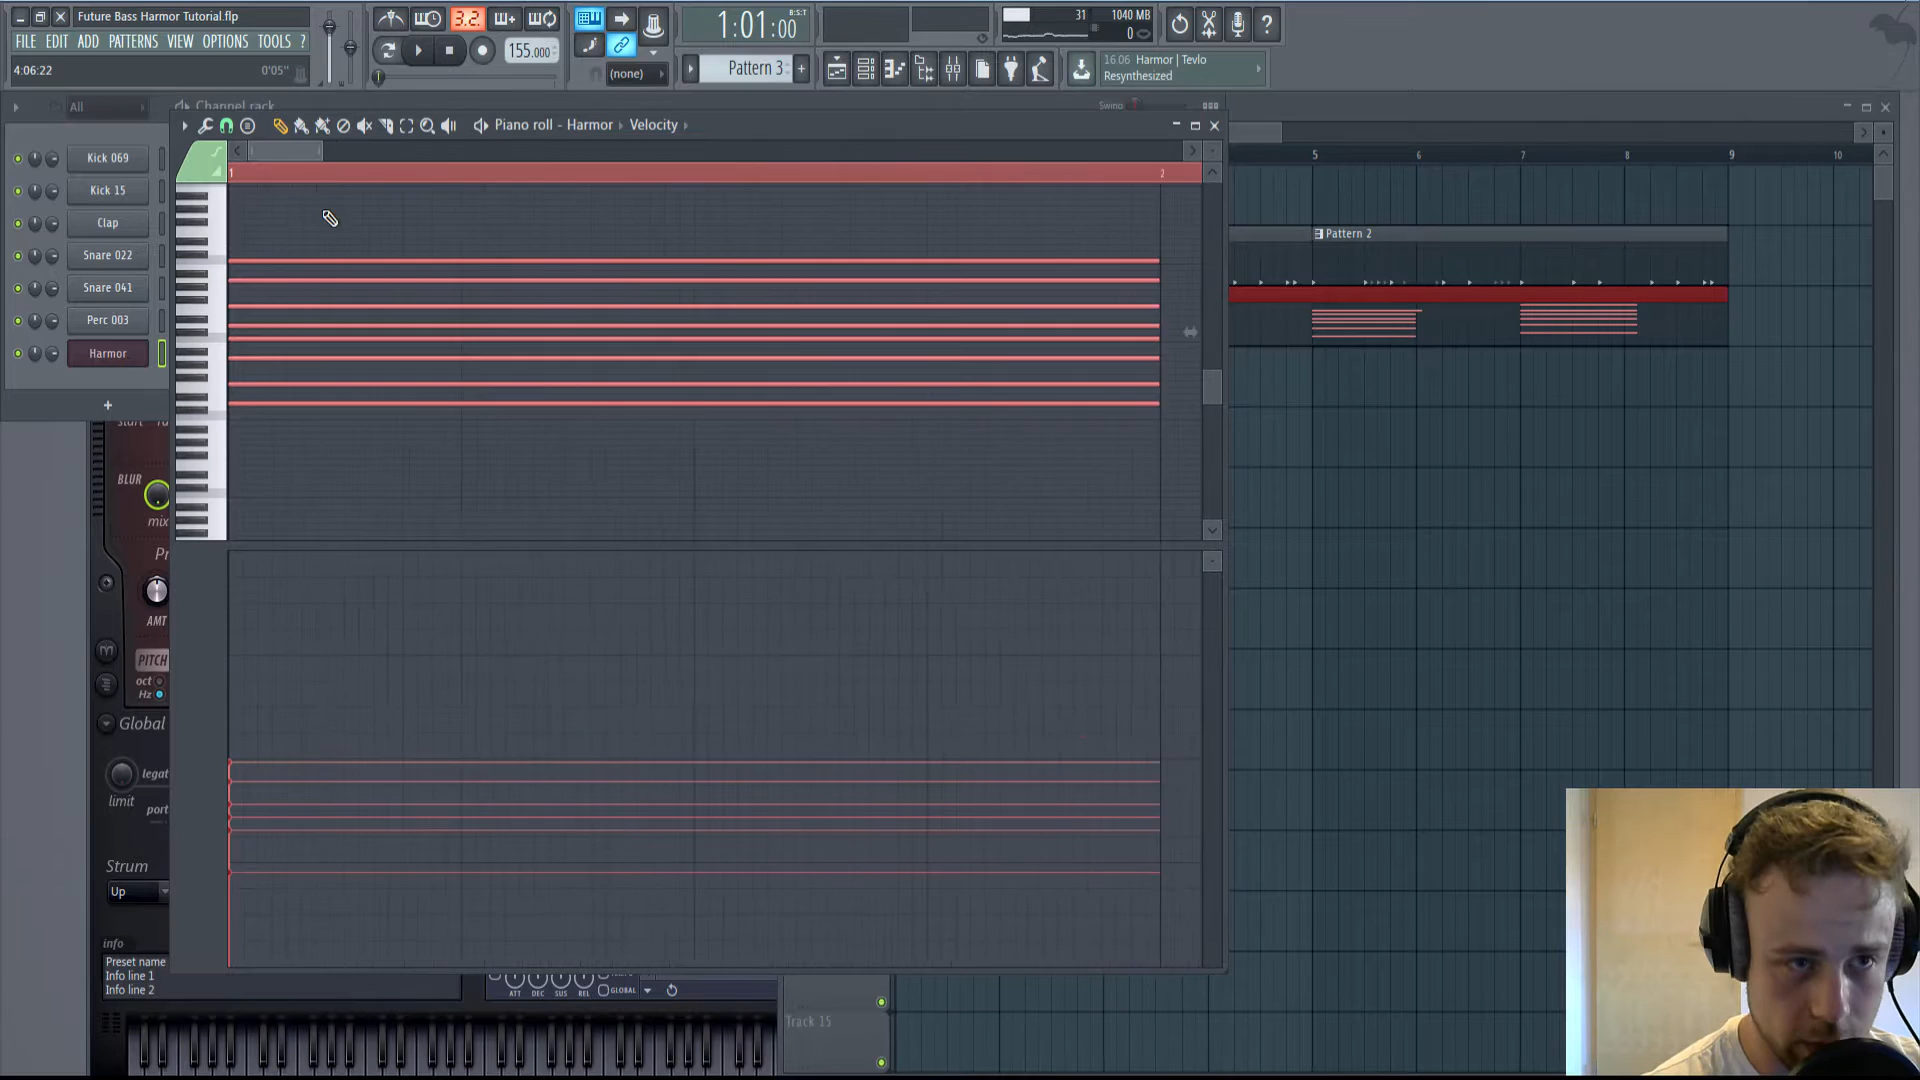 Future Bass Harmor Tutorial.flp
FILE EDIT ADD PATTERNS VIEW OPTIONS TOOLS ?
4:06:22 0'05"
3.2.
155.000
(none)
1:01:00 B:S:T
Pattern 3
31 1040 MB
0
16.06 Harmor | Tevlo
Resynthesized
All
Channel rack
Swing
Piano roll - Harmor Velocity
1 2
5 6 7 8 9 10
Kick 069
Kick 15
Clap
Snare 022
Snare 041
Perc 003
Harmor
+
Pattern 2
BLUR
mix
Pr
AMT
PITCH
oct
Hz
Global
legat
limit
port
Strum
Up
info
Preset name
Info line 1
Info line 2
ATT DEC SUS REL GLOBAL
Track 15